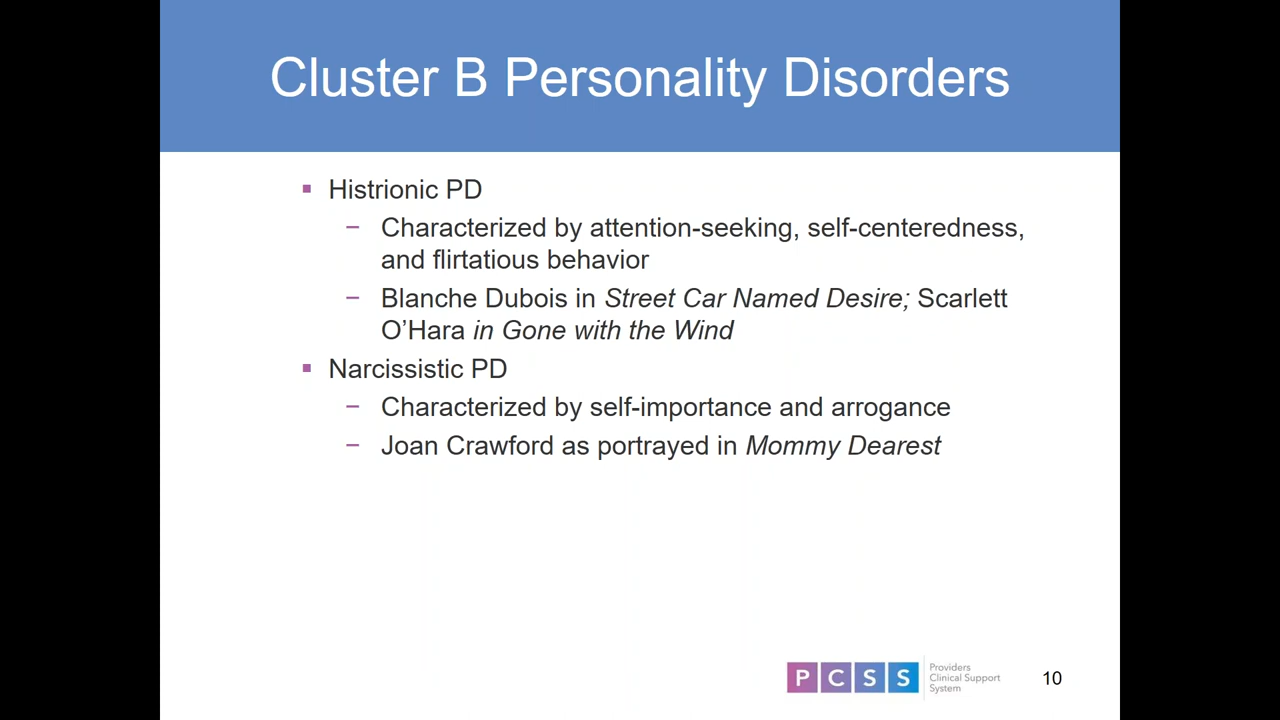 Cluster B Personality Disorders
▪ Histrionic PD
– Characterized by attention-seeking, self-centeredness,
and flirtatious behavior
– Blanche Dubois in Street Car Named Desire; Scarlett
O’Hara in Gone with the Wind
▪ Narcissistic PD
– Characterized by self-importance and arrogance
– Joan Crawford as portrayed in Mommy Dearest
PCSS
Providers
Clinical Support
System
10